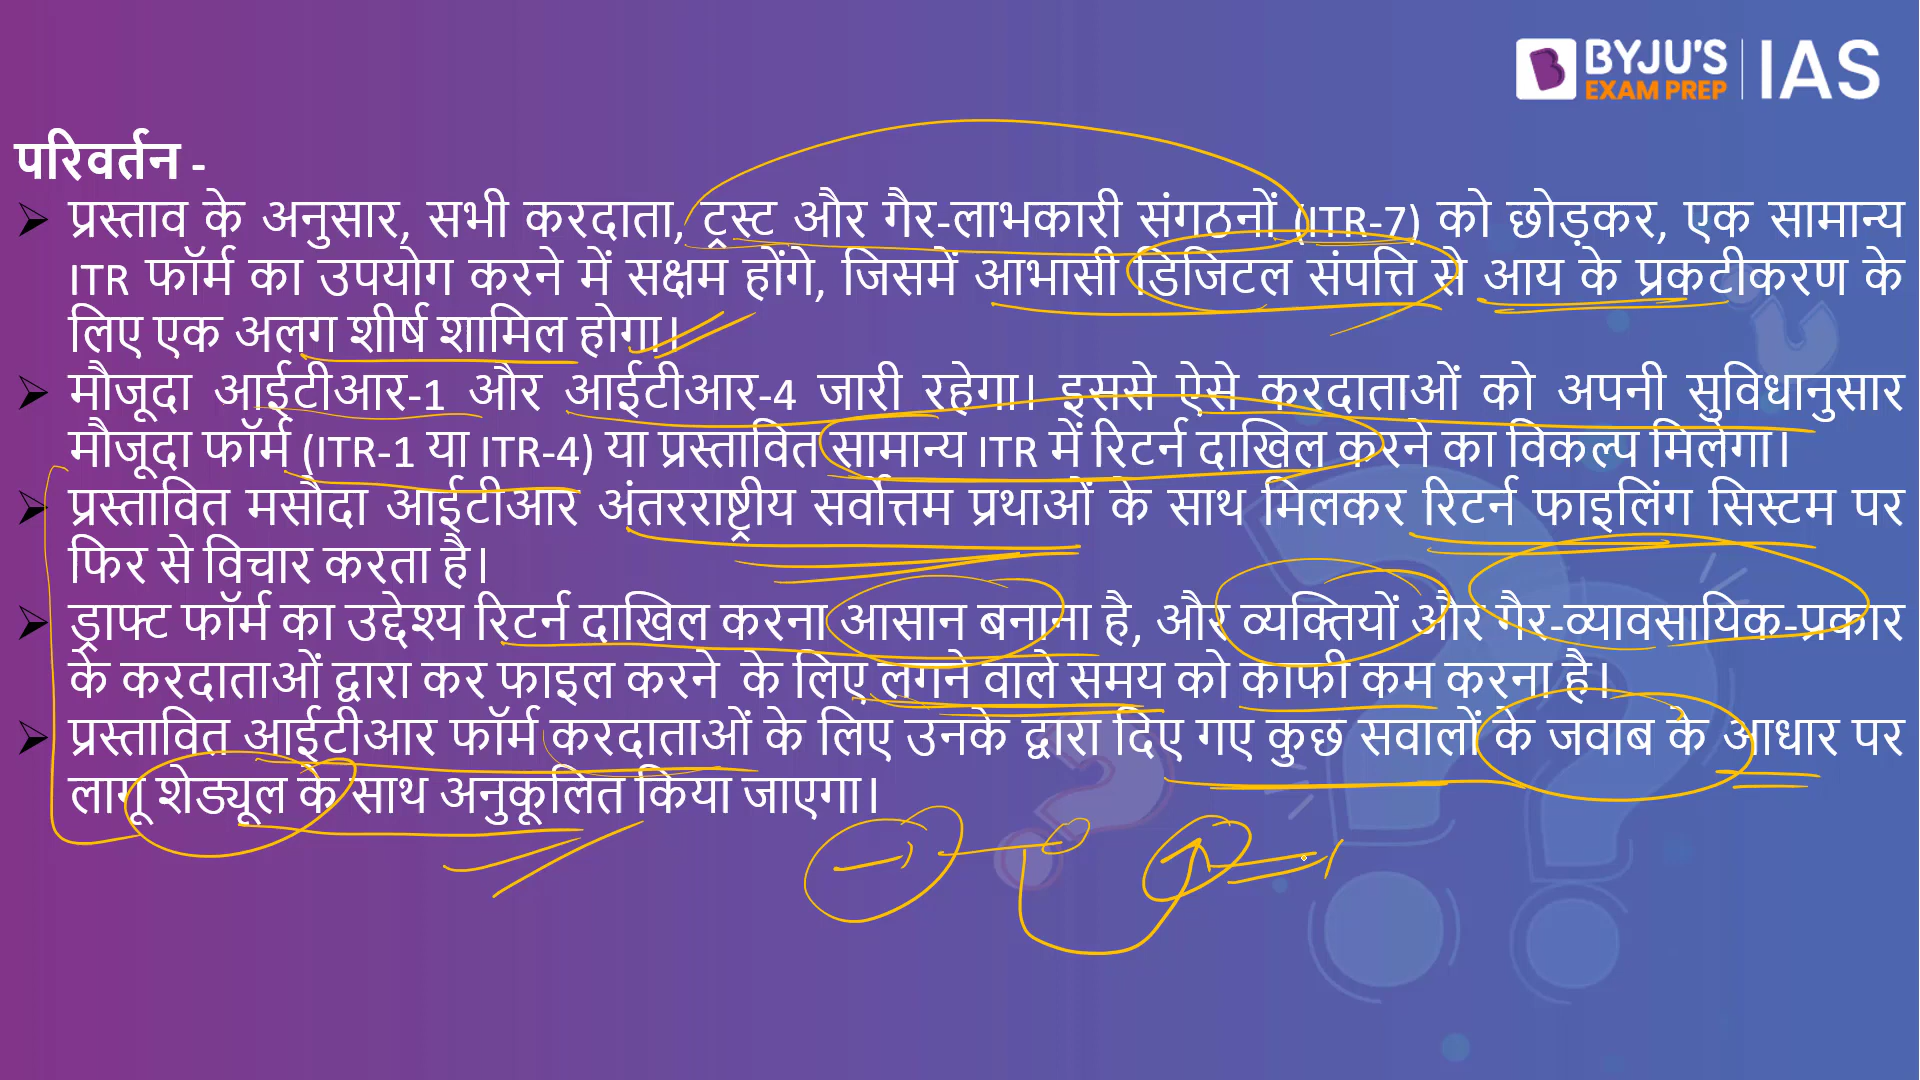 BYJU'S
EXAM PREP
IAS
परिवर्तन -
➤ प्रस्ताव के अनुसार, सभी करदाता, ट्रस्ट और गैर-लाभकारी संगठनों (ITR-7) को छोड़कर, एक सामान्य
ITR फॉर्म का उपयोग करने में सक्षम होंगे, जिसमें आभासी डिजिटल संपत्ति से आय के प्रकटीकरण के
लिए एक अलग शीर्ष शामिल होगा।
➤ मौजूदा आईटीआर-1 और आईटीआर-4 जारी रहेगा। इससे ऐसे करदाताओं को अपनी सुविधानुसार
मौजूदा फॉर्म (ITR-1 या ITR-4) या प्रस्तावित सामान्य ITR में रिटर्न दाखिल करने का विकल्प मिलेगा।
➤ प्रस्तावित मसौदा आईटीआर अंतरराष्ट्रीय सर्वोत्तम प्रथाओं के साथ मिलकर रिटर्न फाइलिंग सिस्टम पर
फिर से विचार करता है।
➤ ड्राफ्ट फॉर्म का उद्देश्य रिटर्न दाखिल करना आसान बनाना है, और व्यक्तियों और गैर-व्यावसायिक-प्रकार
के करदाताओं द्वारा कर फाइल करने के लिए लगने वाले समय को काफी कम करना है।
➤ प्रस्तावित आईटीआर फॉर्म करदाताओं के लिए उनके द्वारा दिए गए कुछ सवालों के जवाब के आधार पर
लागू शेड्यूल के साथ अनुकूलित किया जाएगा।